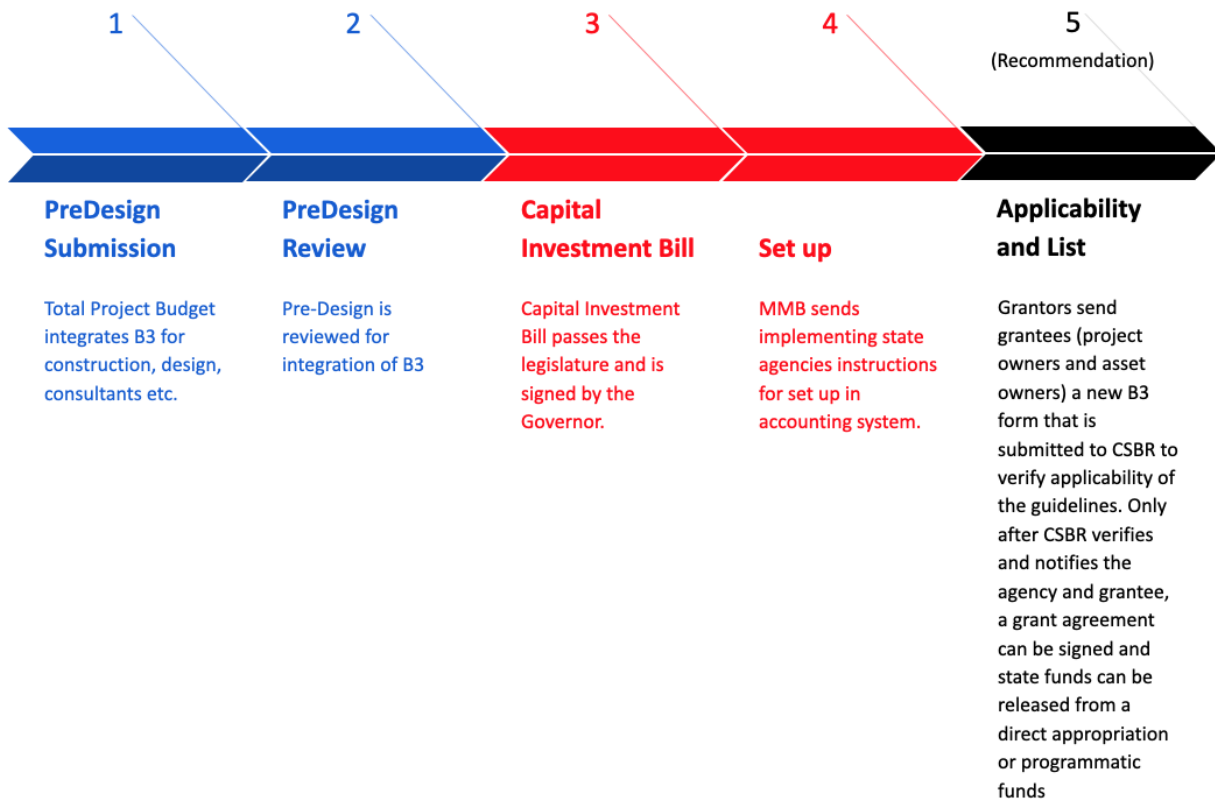 1
2
3
4
5
(Recommendation)
PreDesign
Submission
Total Project Budget
integrates B3 for
construction, design,
consultants etc.
PreDesign
Review
Pre-Design is
reviewed for
integration of B3
Capital
Investment Bill
Capital Investment
Bill passes the
legislature and is
signed by the
Governor.
Set up
MMB sends
implementing state
agencies instructions
for set up in
accounting system.
Applicability
and List
Grantors send
grantees (project
owners and asset
owners) a new B3
form that is
submitted to CSBR to
verify applicability of
the guidelines. Only
after CSBR verifies
and notifies the
agency and grantee,
a grant agreement
can be signed and
state funds can be
released from a
direct appropriation
or programmatic
funds